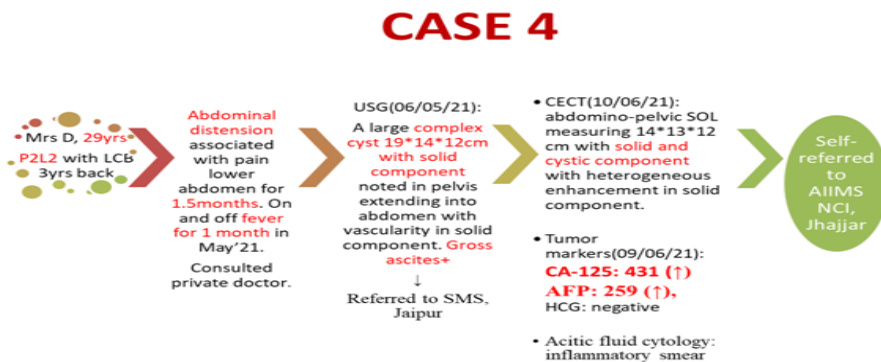 CASE 4
Mrs D, 29yrs
P2L2 with LCB
3yrs back
Abdominal
distension
associated
with pain
lower
abdomen for
1.5months. On
and off fever
for 1 month in
May'21.
Consulted
private doctor.
USG(06/05/21):
A large complex
cyst 19*14*12cm
with solid
component
noted in pelvis
extending into
abdomen with
vascularity in
solid
component. Gross
ascites+
↓
Referred to SMS,
Jaipur
• CECT(10/06/21):
abdomino-pelvic SOL
measuring 14*13*12
cm with solid and
cystic component
with heterogeneous
enhancement in solid
component.
• Tumor
markers(09/06/21):
CA-125: 431 (↑)
AFP: 259 (↑),
HCG: negative
• Acitic fluid cytology:
inflammatory smear
Self-
referred to
AIIMS
NCI,
Jhajjar